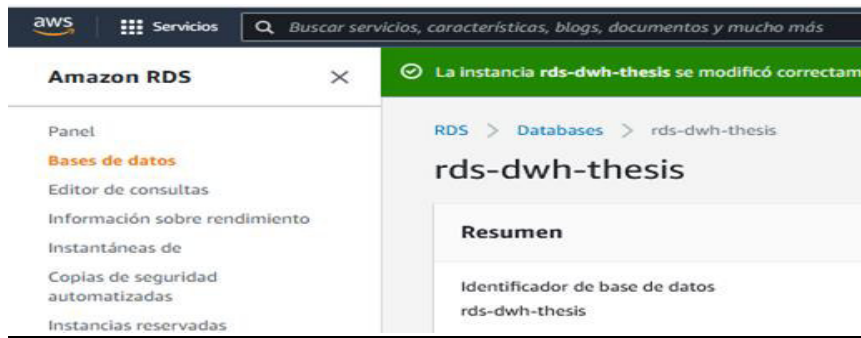 aws Servicios Buscar servicios, características, blogs, documentos y mucho más
Amazon RDS
La instancia rds-dwh-thesis se modificó correctam
Panel
Bases de datos
Editor de consultas
Información sobre rendimiento
Instantáneas de
Copias de seguridad
automatizadas
Instancias reservadas
RDS > Databases > rds-dwh-thesis
rds-dwh-thesis
Resumen
Identificador de base de datos
rds-dwh-thesis